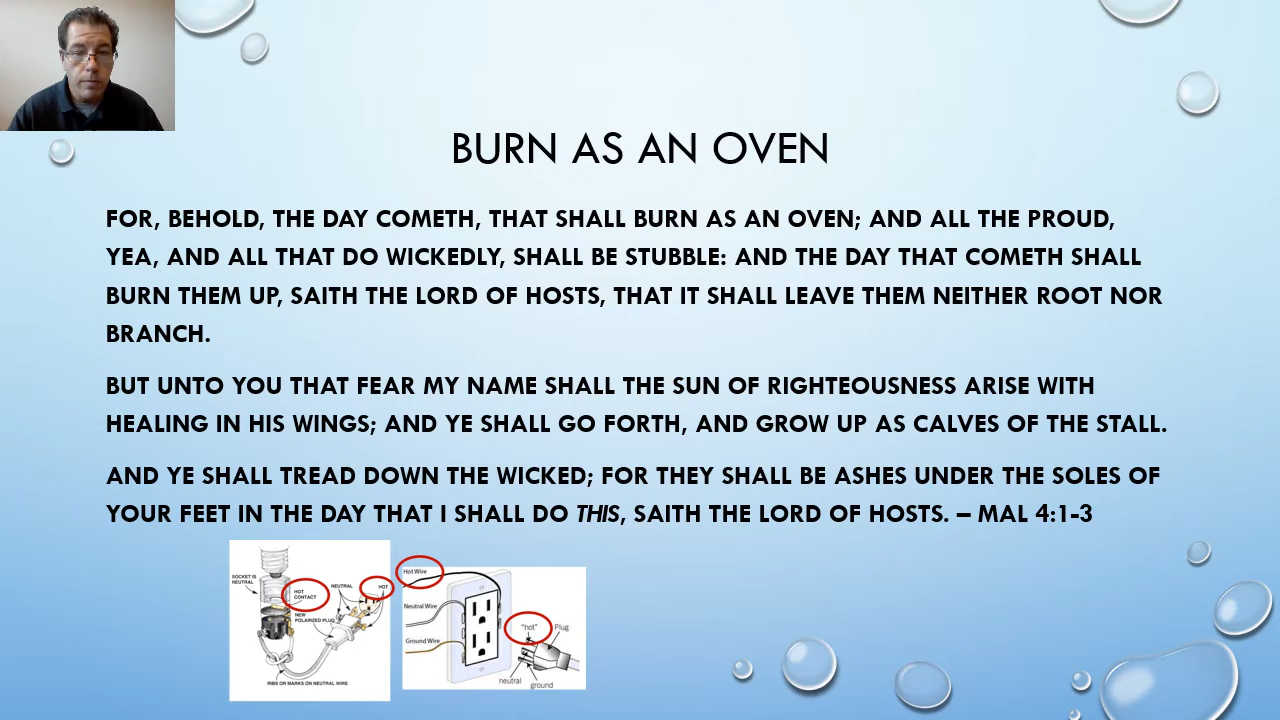 BURN AS AN OVEN
FOR, BEHOLD, THE DAY COMETH, THAT SHALL BURN AS AN OVEN; AND ALL THE PROUD,
YEA, AND ALL THAT DO WICKEDLY, SHALL BE STUBBLE: AND THE DAY THAT COMETH SHALL
BURN THEM UP, SAITH THE LORD OF HOSTS, THAT IT SHALL LEAVE THEM NEITHER ROOT NOR
BRANCH.
BUT UNTO YOU THAT FEAR MY NAME SHALL THE SUN OF RIGHTEOUSNESS ARISE WITH
HEALING IN HIS WINGS; AND YE SHALL GO FORTH, AND GROW UP AS CALVES OF THE STALL.
AND YE SHALL TREAD DOWN THE WICKED; FOR THEY SHALL BE ASHES UNDER THE SOLES OF
YOUR FEET IN THE DAY THAT I SHALL DO THIS, SAITH THE LORD OF HOSTS. – MAL 4:1-3
SOCKET IS
NEUTRAL
HOT
CONTACT
NEUTRAL
HOT
NEW
POLARIZED PLUG
RIBS OR MARKS ON NEUTRAL WIRE
Hot Wire
Neutral Wire
Ground Wire
"hot"
Plug
neutral
ground